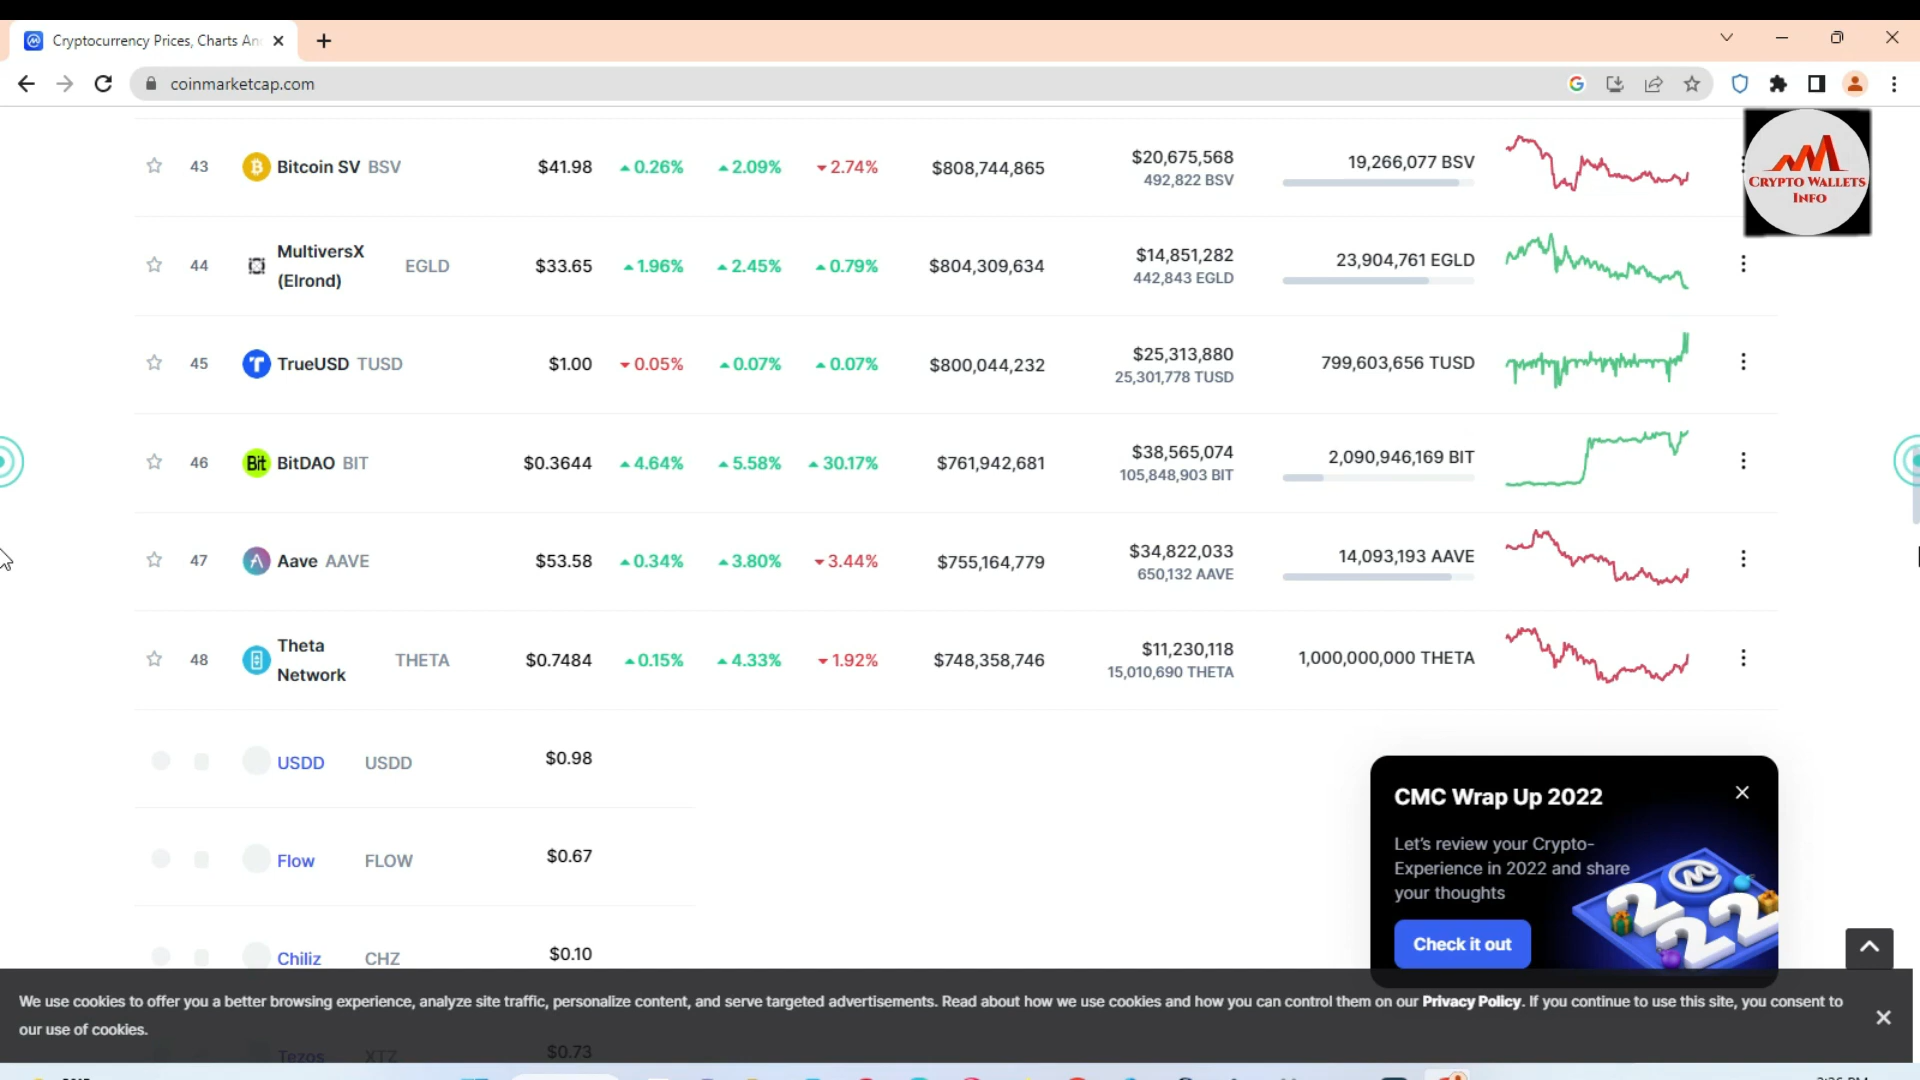 Cryptocurrency Prices, Charts An
coinmarketcap.com
CRYPTO WALLETS
INFO
43 Bitcoin SV BSV $41.98 0.26% 2.09% 2.74% $808,744,865 $20,675,568 19,266,077 BSV
492,822 BSV
44 MultiversX EGLD $33.65 1.96% 2.45% 0.79% $804,309,634 $14,851,282 23,904,761 EGLD
(Elrond) 442,843 EGLD
45 TrueUSD TUSD $1.00 0.05% 0.07% 0.07% $800,044,232 $25,313,880 799,603,656 TUSD
25,301,778 TUSD
46 Bit BitDAO BIT $0.3644 4.64% 5.58% 30.17% $761,942,681 $38,565,074 2,090,946,169 BIT
105,848,903 BIT
47 Aave AAVE $53.58 0.34% 3.80% 3.44% $755,164,779 $34,822,033 14,093,193 AAVE
650,132 AAVE
48 Theta THETA $0.7484 0.15% 4.33% 1.92% $748,358,746 $11,230,118 1,000,000,000 THETA
Network 15,010,690 THETA
USDD USDD $0.98
Flow FLOW $0.67
Chiliz CHZ $0.10
CMC Wrap Up 2022
Let's review your Crypto-
Experience in 2022 and share
your thoughts
Check it out
2022
We use cookies to offer you a better browsing experience, analyze site traffic, personalize content, and serve targeted advertisements. Read about how we use cookies and how you can control them on our Privacy Policy. If you continue to use this site, you consent to
our use of cookies.
Tezos XTZ $0.73